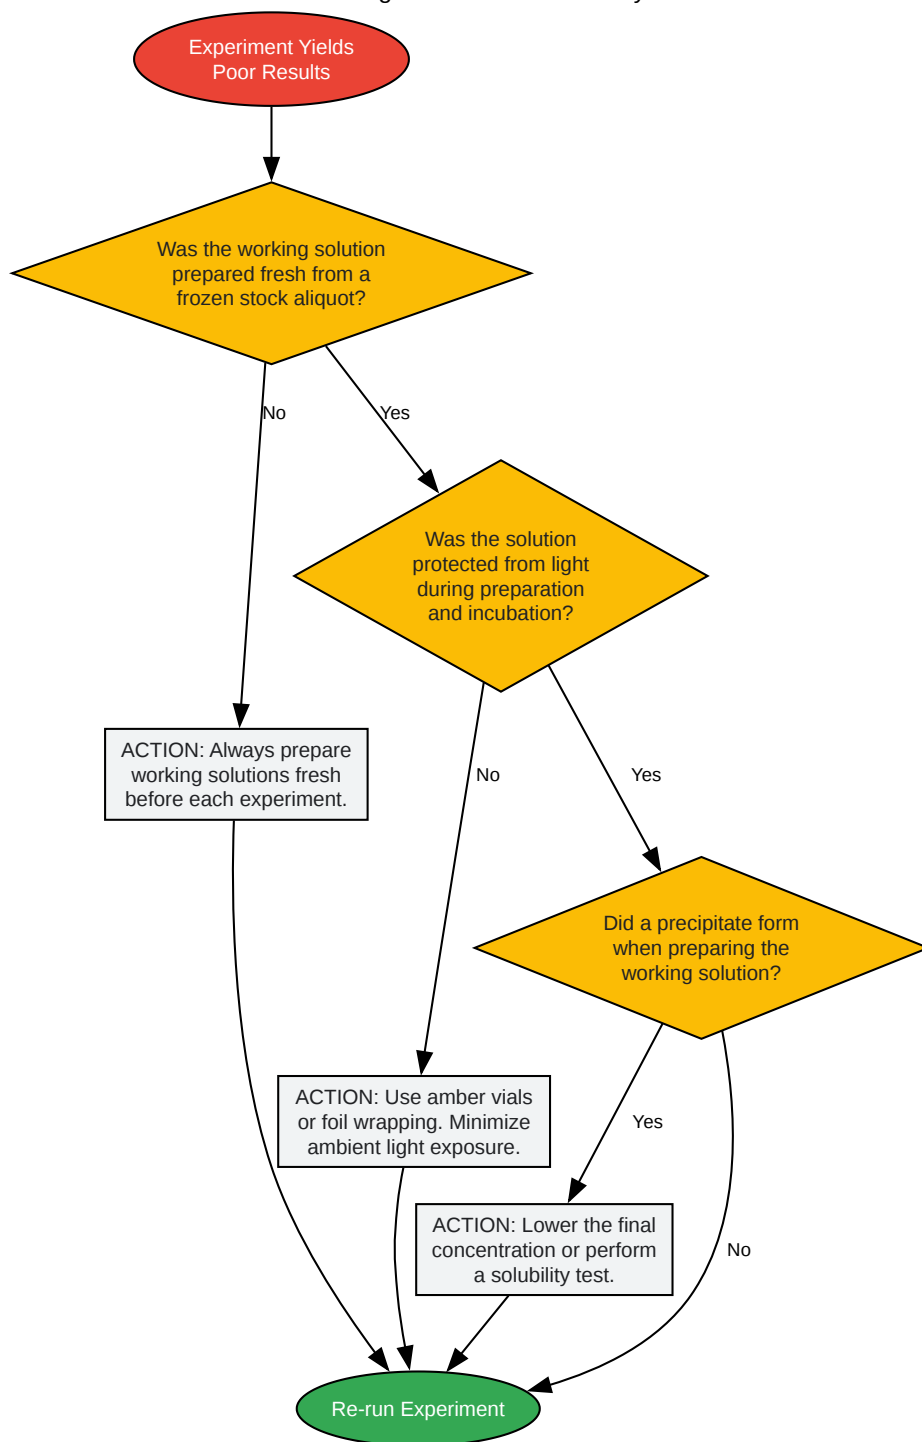 Experiment Yields
Poor Results
Was the working solution
prepared fresh from a
frozen stock aliquot?
No
Yes
Was the solution
protected from light
during preparation
and incubation?
ACTION: Always prepare
working solutions fresh
before each experiment.
No
Yes
Did a precipitate form
when preparing the
working solution?
ACTION: Use amber vials
or foil wrapping. Minimize
ambient light exposure.
Yes
ACTION: Lower the final
concentration or perform
a solubility test.
No
Re-run Experiment